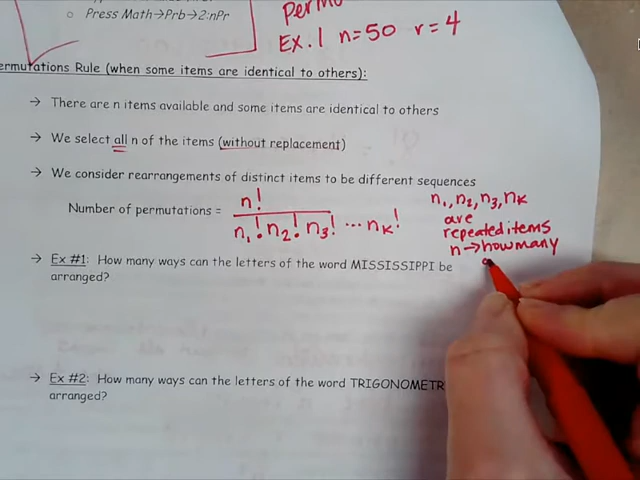 ○ Press Math→Prb→2:nPr
Ex. 1 n=50 r=4
Permutations Rule (when some items are identical to others):
→ There are n items available and some items are identical to others
→ We select all n of the items (without replacement)
→ We consider rearrangements of distinct items to be different sequences
Number of permutations = n! / n₁! n₂! n₃! ... nₖ!
n₁, n₂, n₃, nₖ
are
repeated items
n → how many
→ Ex #1: How many ways can the letters of the word MISSISSIPPI be
arranged?
→ Ex #2: How many ways can the letters of the word TRIGONOMETR
arranged?